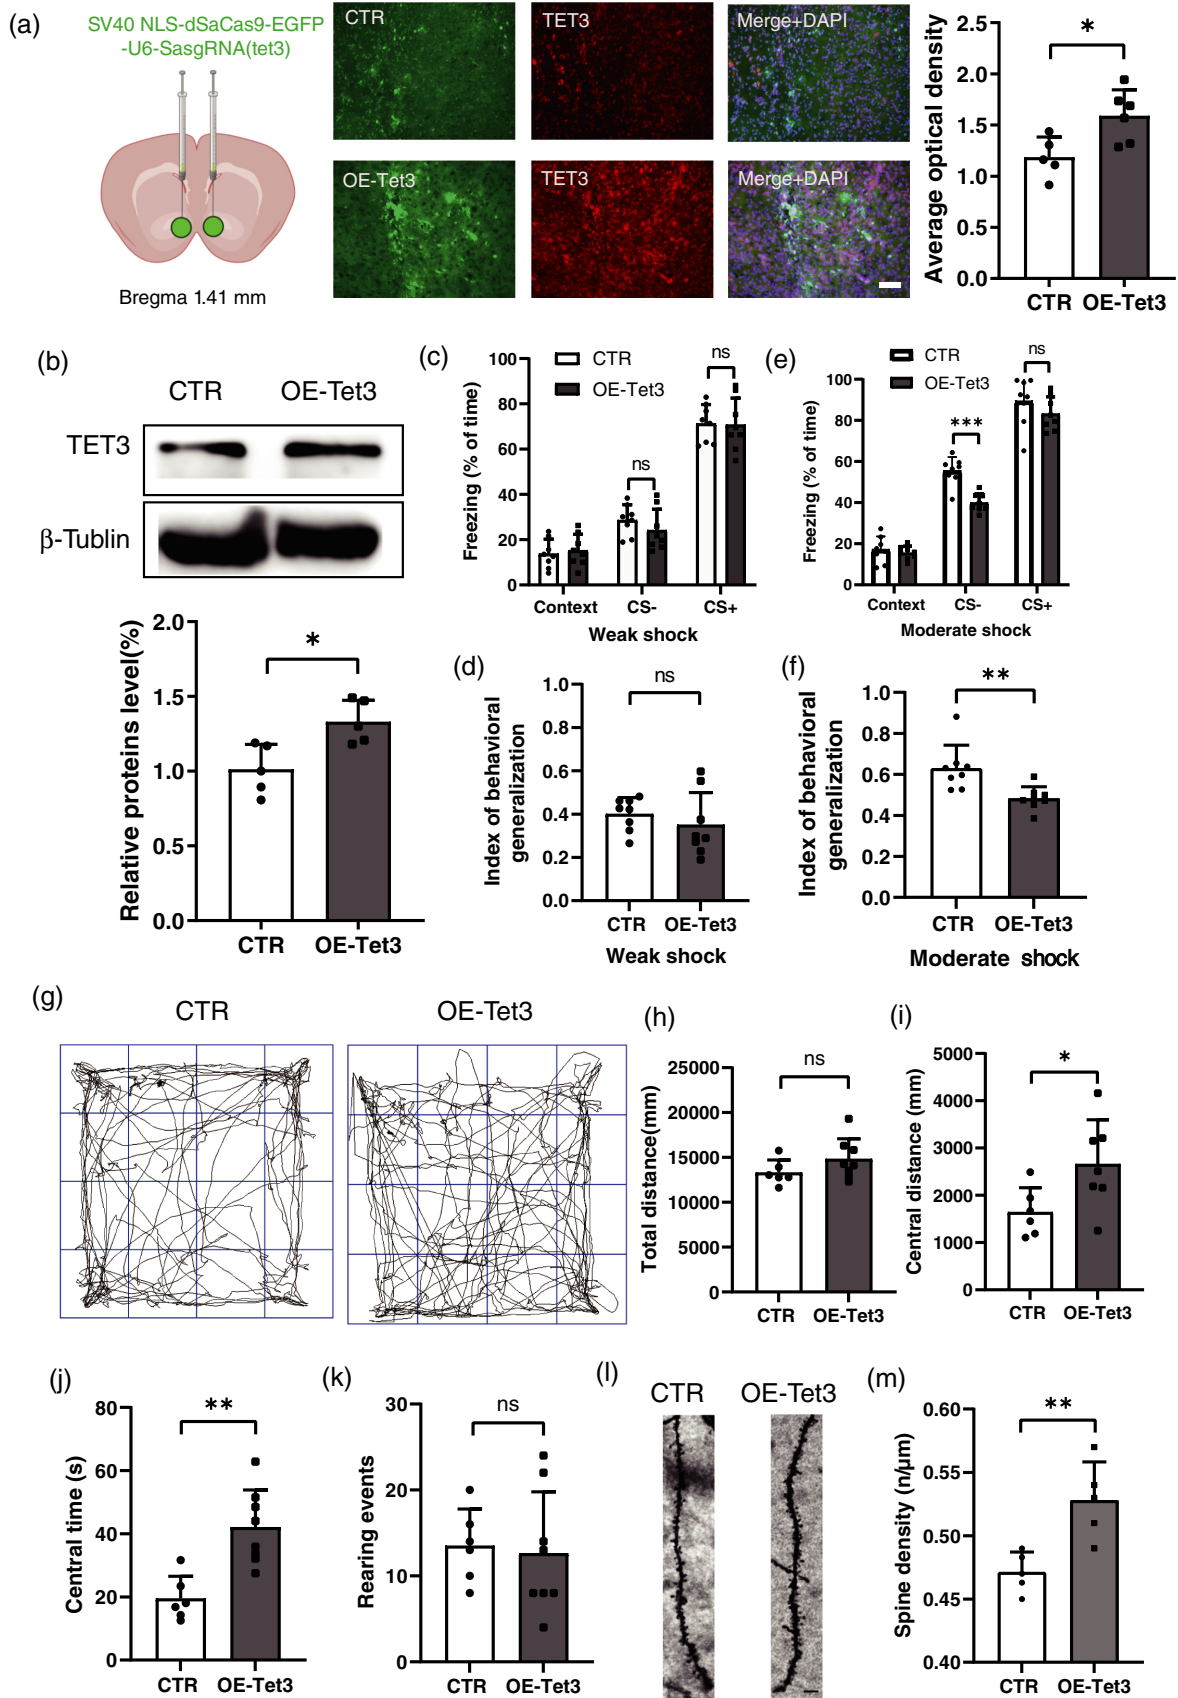 (a)
SV40 NLS-dSaCas9-EGFP
-U6-SasgRNA(tet3)
Bregma 1.41 mm
CTR
TET3
Merge+DAPI
OE-Tet3
TET3
Merge+DAPI
Average optical density
2.5
2.0
1.5
1.0
0.5
0.0
*
CTR OE-Tet3
(b)
CTR OE-Tet3
TET3
β-Tublin
Relative proteins level(%)
2.0
1.5
1.0
0.5
0.0
*
CTR OE-Tet3
(c)
Freezing (% of time)
100
80
60
40
20
0
CTR
OE-Tet3
ns
ns
Context CS- CS+
Weak shock
(e)
Freezing (% of time)
100
80
60
40
20
0
CTR
OE-Tet3
***
ns
Context CS- CS+
Moderate shock
(d)
Index of behavioral
generalization
1.0
0.8
0.6
0.4
0.2
0.0
ns
CTR OE-Tet3
Weak shock
(f)
Index of behavioral
generalization
1.0
0.8
0.6
0.4
0.2
0.0
**
CTR OE-Tet3
Moderate shock
(g)
CTR OE-Tet3
(h)
Total distance(mm)
25000
20000
15000
10000
5000
0
ns
CTR OE-Tet3
(i)
Central distance (mm)
5000
4000
3000
2000
1000
0
*
CTR OE-Tet3
(j)
Central time (s)
80
60
40
20
0
**
CTR OE-Tet3
(k)
Rearing events
30
20
10
0
ns
CTR OE-Tet3
(l)
CTR OE-Tet3
(m)
Spine density (n/μm)
0.60
0.55
0.50
0.45
0.40
**
CTR OE-Tet3